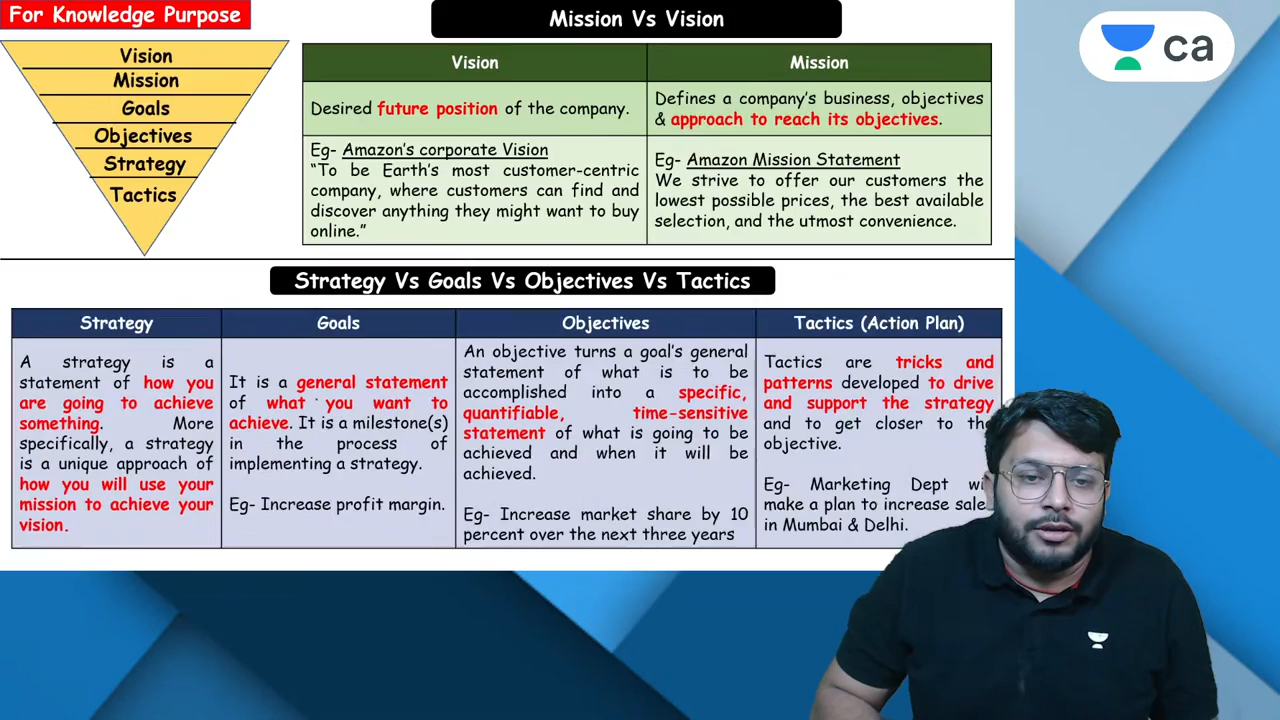 For Knowledge Purpose
Vision
Mission
Goals
Objectives
Strategy
Tactics
Mission Vs Vision
Vision
Mission
Desired future position of the company.
Defines a company's business, objectives
& approach to reach its objectives.
Eg- Amazon's corporate Vision
"To be Earth's most customer-centric
company, where customers can find and
discover anything they might want to buy
online."
Eg- Amazon Mission Statement
We strive to offer our customers the
lowest possible prices, the best available
selection, and the utmost convenience.
ca
Strategy Vs Goals Vs Objectives Vs Tactics
Strategy
A strategy is a
statement of how you
are going to achieve
something. More
specifically, a strategy
is a unique approach of
how you will use your
mission to achieve your
vision.
Goals
It is a general statement
of what you want to
achieve. It is a milestone(s)
in the process of
implementing a strategy.
Eg- Increase profit margin.
Objectives
An objective turns a goal's general
statement of what is to be
accomplished into a specific,
quantifiable, time-sensitive
statement of what is going to be
achieved and when it will be
achieved.
Eg- Increase market share by 10
percent over the next three years
Tactics (Action Plan)
Tactics are tricks and
patterns developed to drive
and support the strategy
and to get closer to the
objective.
Eg- Marketing Dept wi
make a plan to increase sale
in Mumbai & Delhi.